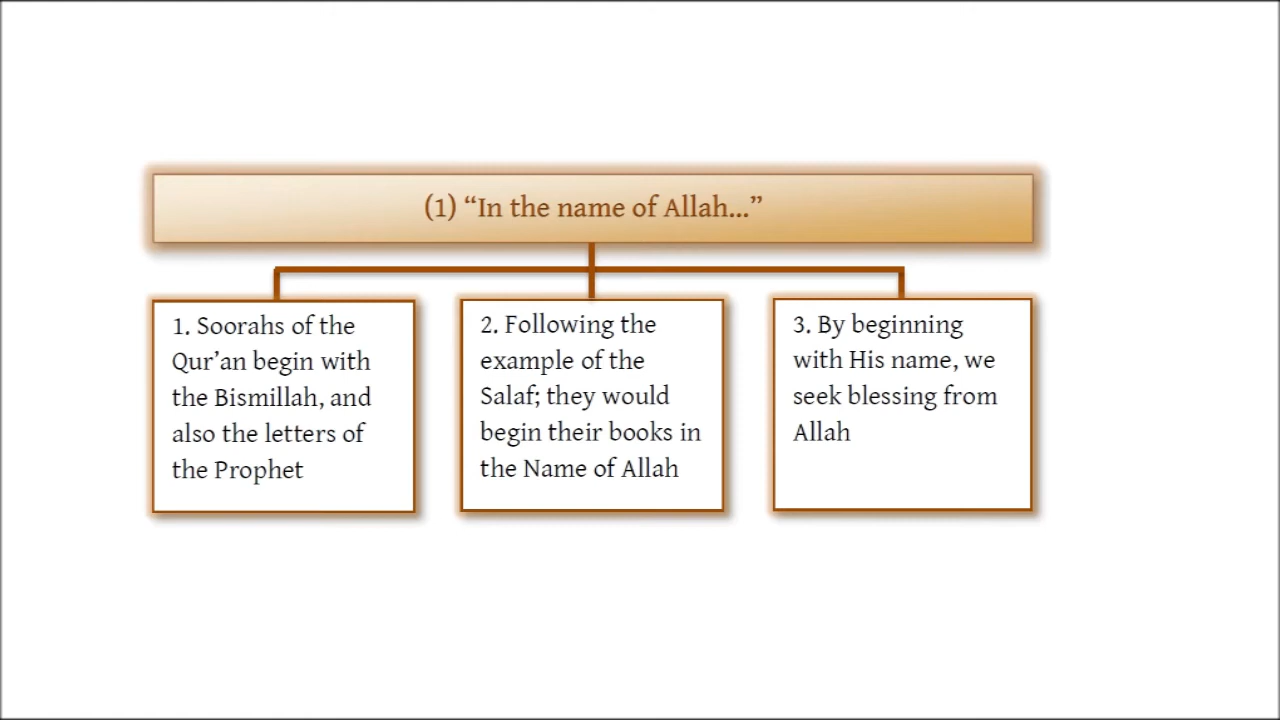 (1) “In the name of Allah...”
1. Soorahs of the
Qur’an begin with
the Bismillah, and
also the letters of
the Prophet
2. Following the
example of the
Salaf; they would
begin their books in
the Name of Allah
3. By beginning
with His name, we
seek blessing from
Allah